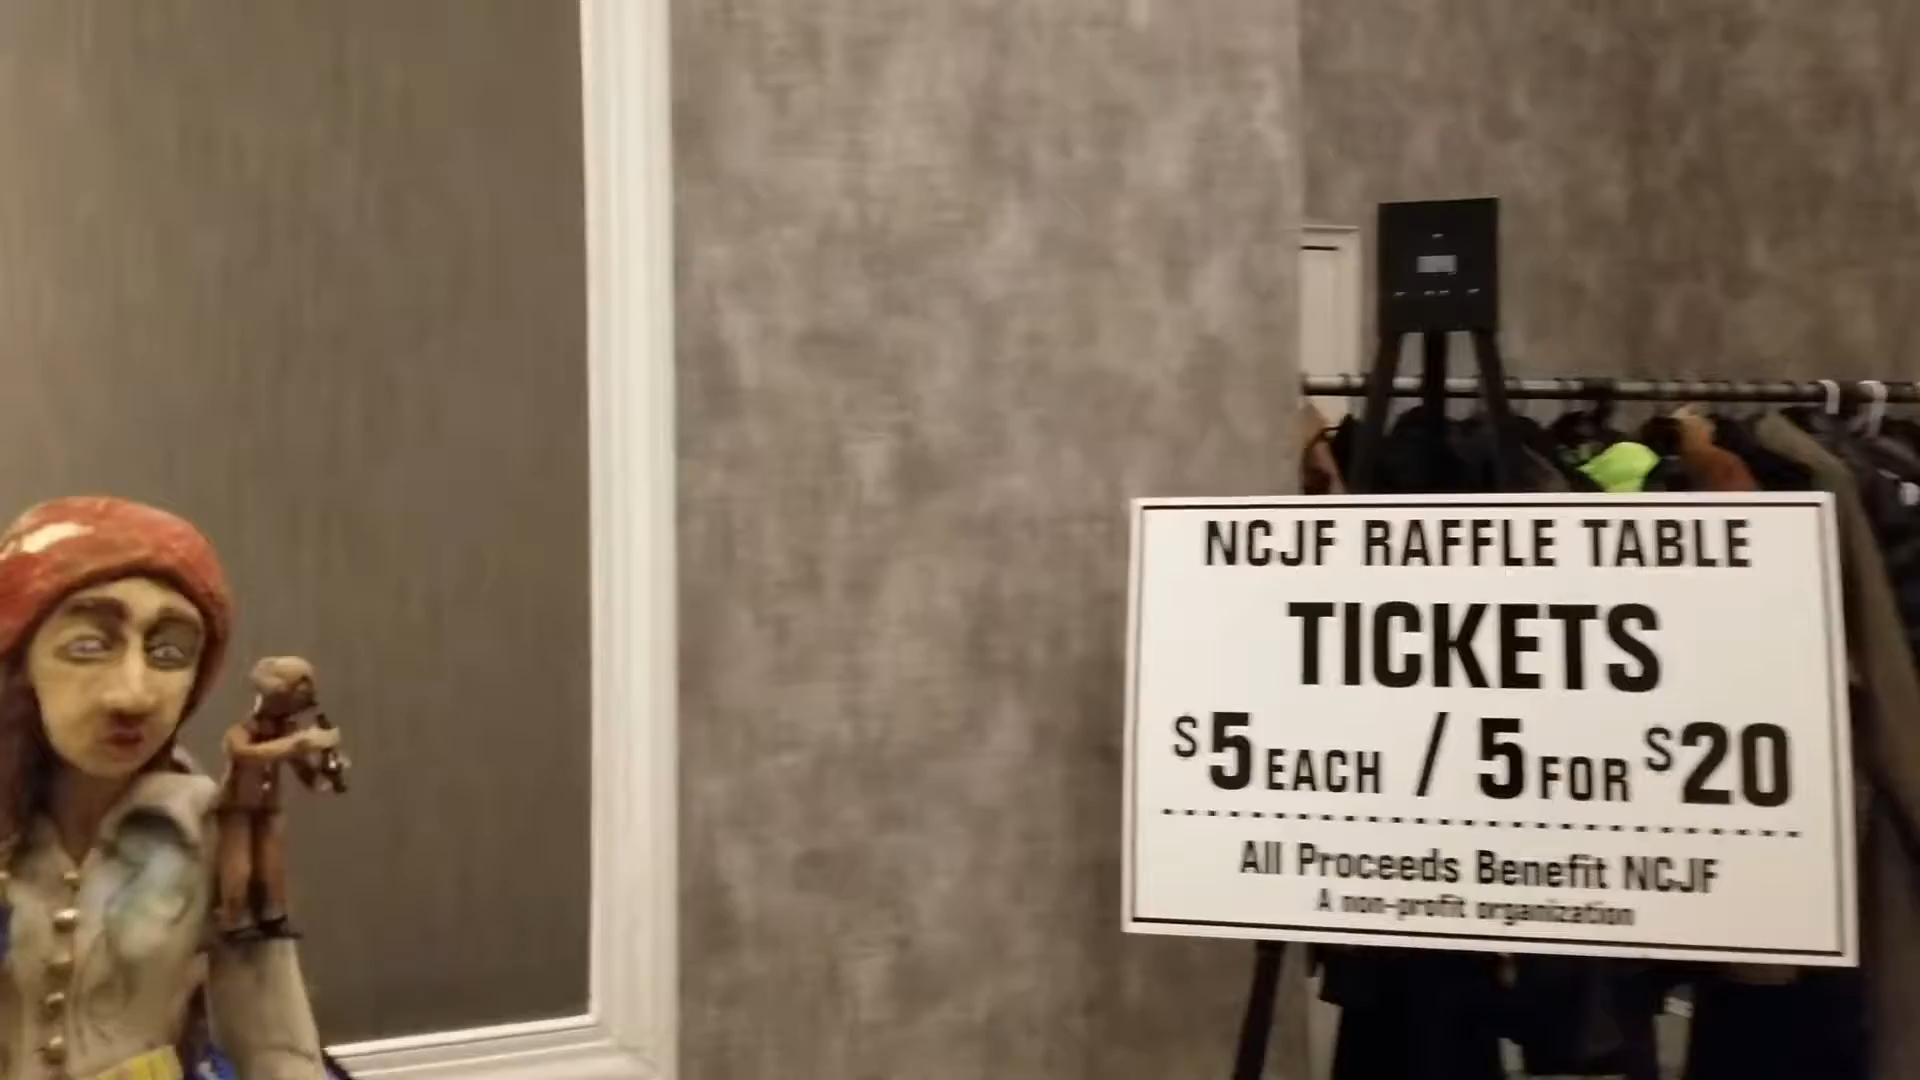 NCJF RAFFLE TABLE
TICKETS
$5 EACH / 5 FOR $20
All Proceeds Benefit NCJF
A non-profit organization